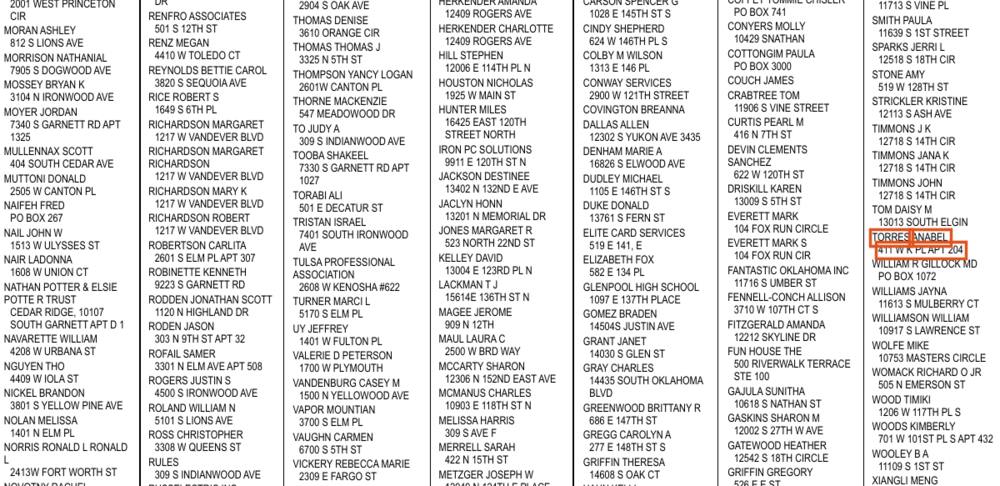 2001 WEST PRINCETON
CIR
MORAN ASHLEY
812 S LIONS AVE
MORRISON NATHANIAL
7905 S DOGWOOD AVE
MOSSEY BRYAN K
3104 N IRONWOOD AVE
MOYER JORDAN
7340 S GARNETT RD APT
1325
MULLENNAX SCOTT
404 SOUTH CEDAR AVE
MUTTONI DONALD
2505 W CANTON PL
NAIFEH FRED
PO BOX 267
NAIL JOHN W
1513 W ULYSSES ST
NAIR LADONNA
1608 W UNION CT
NATHAN POTTER & ELSIE
POTTE R TRUST
CEDAR RIDGE, 10107
SOUTH GARNETT APT D 1
NAVARETTE WILLIAM
4208 W URBANA ST
NGUYEN THO
4409 W IOLA ST
NICKEL BRANDON
3801 S YELLOW PINE AVE
NOLAN MELISSA
1401 N ELM PL
NORRIS RONALD L RONALD
L
2413W FORT WORTH ST
DR
RENFRO ASSOCIATES
501 S 12TH ST
RENZ MEGAN
4410 W TOLEDO CT
REYNOLDS BETTIE CAROL
3820 S SEQUOIA AVE
RICE ROBERT S
1649 S 6TH PL
RICHARDSON MARGARET
1217 W VANDEVER BLVD
RICHARDSON MARGARET
RICHARDSON
1217 W VANDEVER BLVD
RICHARDSON MARY K
1217 W VANDEVER BLVD
RICHARDSON ROBERT
1217 W VANDEVER BLVD
ROBERTSON CARLITA
2601 S ELM PL APT 307
ROBINETTE KENNETH
9223 S GARNETT RD
RODDEN JONATHAN SCOTT
1120 N HIGHLAND DR
RODEN JASON
303 N 9TH ST APT 32
ROFAIL SAMER
3301 N ELM AVE APT 508
ROGERS JUSTIN S
4500 S IRONWOOD AVE
ROLAND WILLIAM N
5101 S LIONS AVE
ROSS CHRISTOPHER
3308 W QUEENS ST
RULES
309 S INDIANWOOD AVE
2904 S OAK AVE
THOMAS DENISE
3610 ORANGE CIR
THOMAS THOMAS J
3325 N 5TH ST
THOMPSON YANCY LOGAN
2601W CANTON PL
THORNE MACKENZIE
547 MEADOWOOD DR
TO JUDY A
309 S INDIANWOOD AVE
TOOBA SHAKEEL
7330 S GARNETT RD APT
1027
TORABI ALI
501 E DECATUR ST
TRISTAN ISRAEL
7401 SOUTH IRONWOOD
AVE
TULSA PROFESSIONAL
ASSOCIATION
2608 W KENOSHA #622
TURNER MARCI L
5170 S ELM PL
UY JEFFREY
1401 W FULTON PL
VALERIE D PETERSON
1700 W PLYMOUTH
VANDENBURG CASEY M
1500 N YELLOWOOD AVE
VAPOR MOUNTIAN
3700 S ELM PL
VAUGHN CARMEN
6700 S 5TH ST
VICKERY REBECCA MARIE
2309 E FARGO ST
HERKENDER AMANDA
12409 ROGERS AVE
HERKENDER CHARLOTTE
12409 ROGERS AVE
HILL STEPHEN
12006 E 114TH PL N
HOUSTON NICHOLAS
1925 W MAIN ST
HUNTER MILES
16425 EAST 120TH
STREET NORTH
IRON PC SOLUTIONS
9911 E 120TH ST N
JACKSON DESTINEE
13402 N 132ND E AVE
JACLYN HONN
13201 N MEMORIAL DR
JONES MARGARET R
523 NORTH 22ND ST
KELLEY DAVID
13004 E 123RD PL N
LACKMAN T J
15614E 136TH ST N
MAGEE JEROME
909 N 12TH
MAUL LAURA C
2500 W BRD WAY
MCCARTY SHARON
12306 N 152ND EAST AVE
MCMANUS CHARLES
10903 E 118TH ST N
MELISSA HARRIS
309 S AVE F
MERRELL SARAH
422 N 15TH ST
METZGER JOSEPH W
CARSON SPENCER G
1028 E 145TH ST S
CINDY SHEPHERD
624 W 146TH PL S
COLBY M WILSON
1313 E 146 PL
CONWAY SERVICES
2900 W 121TH STREET
COVINGTON BREANNA
DALLAS ALLEN
12302 S YUKON AVE 3435
DENHAM MARIE A
16826 S ELWOOD AVE
DUDLEY MICHAEL
1105 E 146TH ST S
DUKE DONALD
13761 S FERN ST
ELITE CARD SERVICES
519 E 141, E
ELIZABETH FOX
582 E 134 PL
GLENPOOL HIGH SCHOOL
1097 E 137TH PLACE
GOMEZ BRADEN
14504S JUSTIN AVE
GRANT JANET
14030 S GLEN ST
GRAY CHARLES
14435 SOUTH OKLAHOMA
BLVD
GREENWOOD BRITTANY R
686 E 147TH ST
GREGG CAROLYN A
277 E 148TH ST S
GRIFFIN THERESA
14608 S OAK CT
COFFEY TOMMIE CHISLER
PO BOX 741
CONYERS MOLLY
10429 SNATHAN
COTTONGIM PAULA
PO BOX 3000
COUCH JAMES
CRABTREE TOM
11906 S VINE STREET
CURTIS PEARL M
416 N 7TH ST
DEVIN CLEMENTS
SANCHEZ
622 W 120TH ST
DRISKILL KAREN
13009 S 5TH ST
EVERETT MARK
104 FOX RUN CIRCLE
EVERETT MARK S
104 FOX RUN CIR
FANTASTIC OKLAHOMA INC
11716 S UMBER ST
FENNELL-CONCH ALLISON
3710 W 107TH CT S
FITZGERALD AMANDA
12212 SKYLINE DR
FUN HOUSE THE
500 RIVERWALK TERRACE
STE 100
GAJULA SUNITHA
10618 S NATHAN ST
GASKINS SHARON M
12002 S 27TH W AVE
GATEWOOD HEATHER
12542 S 18TH CIRCLE
GRIFFIN GREGORY
526 E E ST
11713 S VINE PL
SMITH PAULA
11639 S 1ST STREET
SPARKS JERRI L
12518 S 18TH CIR
STONE AMY
519 W 128TH ST
STRICKLER KRISTINE
12113 S ASH AVE
TIMMONS J K
12718 S 14TH CIR
TIMMONS JANA K
12718 S 14TH CIR
TIMMONS JOHN
12718 S 14TH CIR
TOM DAISY M
13013 SOUTH ELGIN
TORRES ANABEL
411 W K PL APT 204
WILLIAM R GILLOCK MD
PO BOX 1072
WILLIAMS JAYNA
11613 S MULBERRY CT
WILLIAMSON WILLIAM
10917 S LAWRENCE ST
WOLFE MIKE
10753 MASTERS CIRCLE
WOMACK RICHARD O JR
505 N EMERSON ST
WOOD TIMIKI
1206 W 117TH PL S
WOODS KIMBERLY
701 W 101ST PL S APT 432
WOOLEY B A
11109 S 1ST ST
XIANGLI MENG